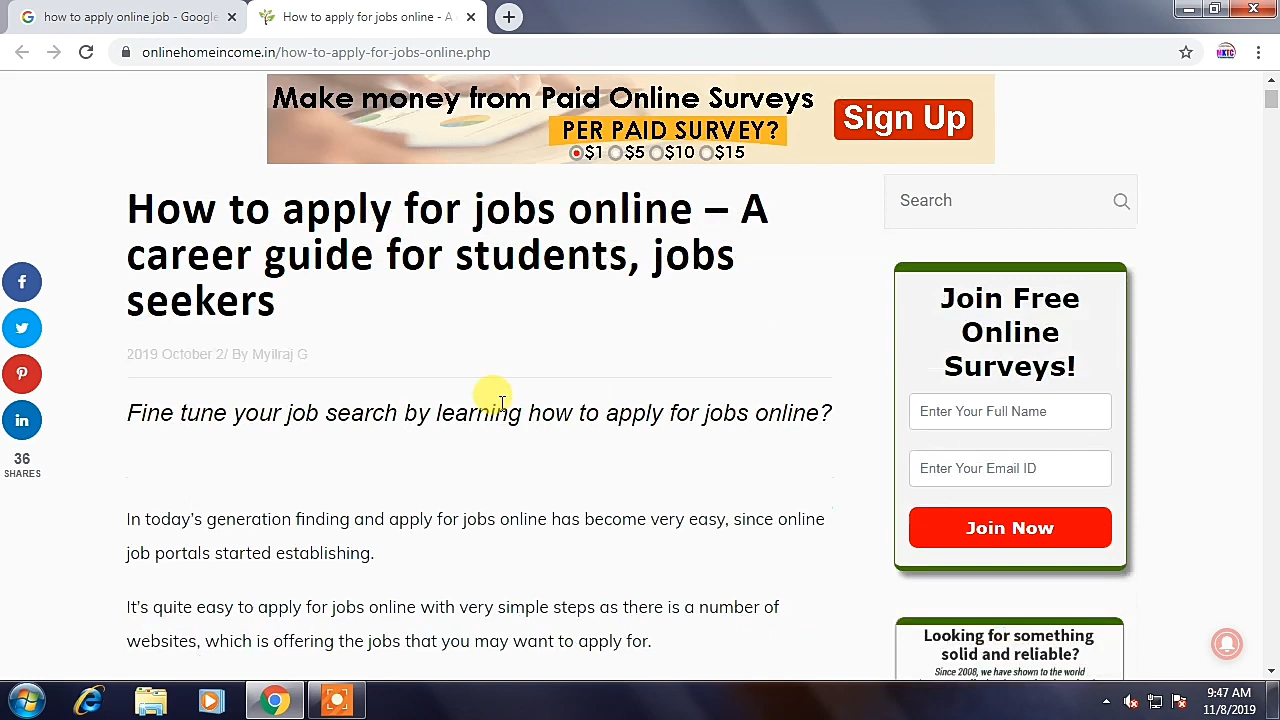 how to apply online job - Google
How to apply for jobs online - A
onlinehomeincome.in/how-to-apply-for-jobs-online.php
MKTC
Make money from Paid Online Surveys
PER PAID SURVEY?
$1 $5 $10 $15
Sign Up
How to apply for jobs online – A
career guide for students, jobs
seekers
2019 October 2/ By Myilraj G
Fine tune your job search by learning how to apply for jobs online?
In today's generation finding and apply for jobs online has become very easy, since online
job portals started establishing.
It's quite easy to apply for jobs online with very simple steps as there is a number of
websites, which is offering the jobs that you may want to apply for.
36
SHARES
Search
Join Free
Online
Surveys!
Enter Your Full Name
Enter Your Email ID
Join Now
Looking for something
solid and reliable?
Since 2008, we have shown to the world
9:47 AM
11/8/2019